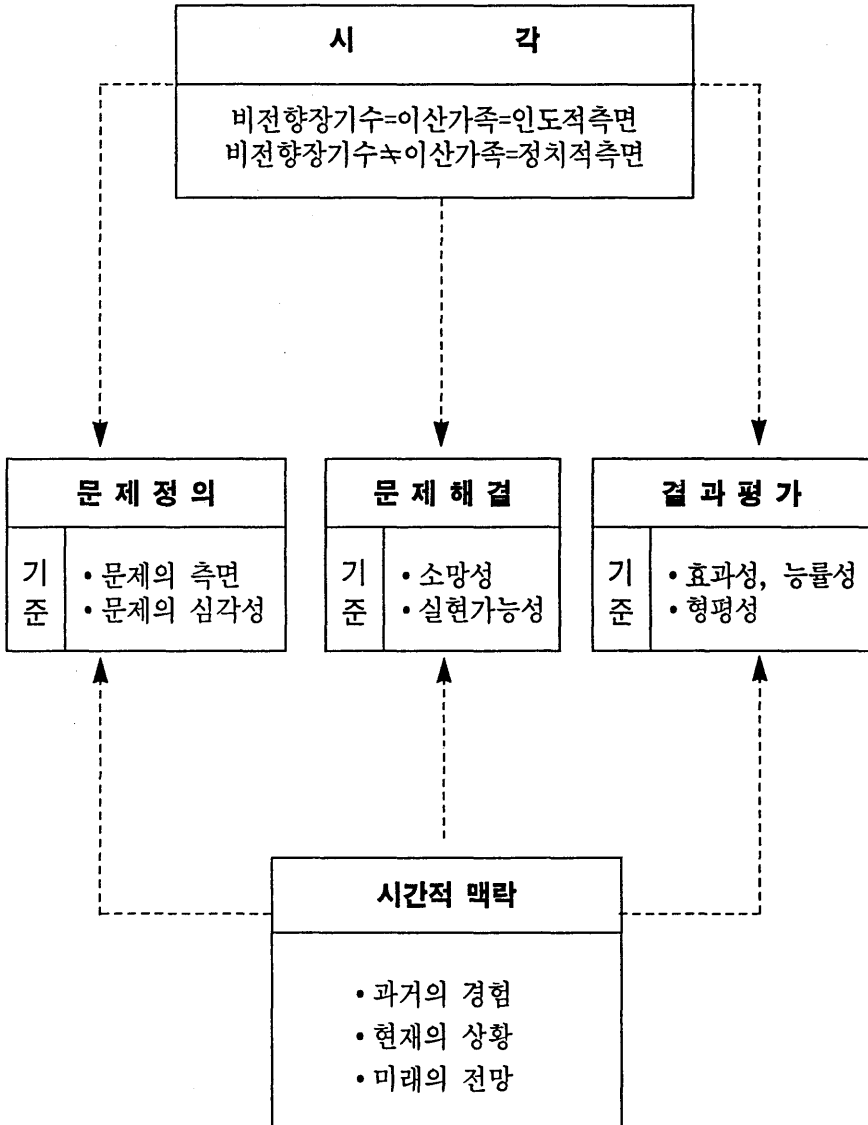 시 각
비전향장기수=이산가족=인도적측면
비전향장기수≒이산가족=정치적측면
문제정의
기준
• 문제의 측면
• 문제의 심각성
문제해결
기준
• 소망성
• 실현가능성
결과평가
기준
• 효과성, 능률성
• 형평성
시간적 맥락
• 과거의 경험
• 현재의 상황
• 미래의 전망